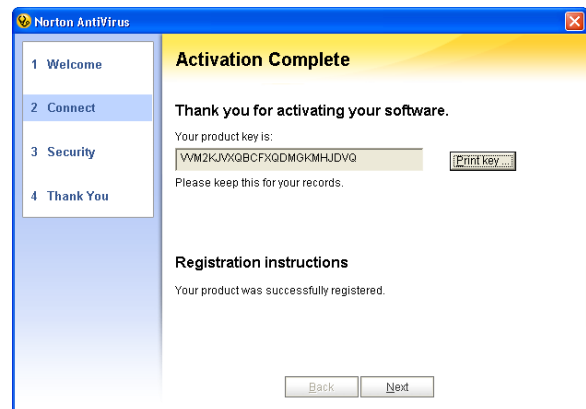 Norton AntiVirus
1 Welcome
2 Connect
3 Security
4 Thank You
Activation Complete
Thank you for activating your software.
Your product key is:
VVM2KJVXQBCFXQDMGKMHJDVQ
Print key ...
Please keep this for your records.
Registration instructions
Your product was successfully registered.
Back
Next